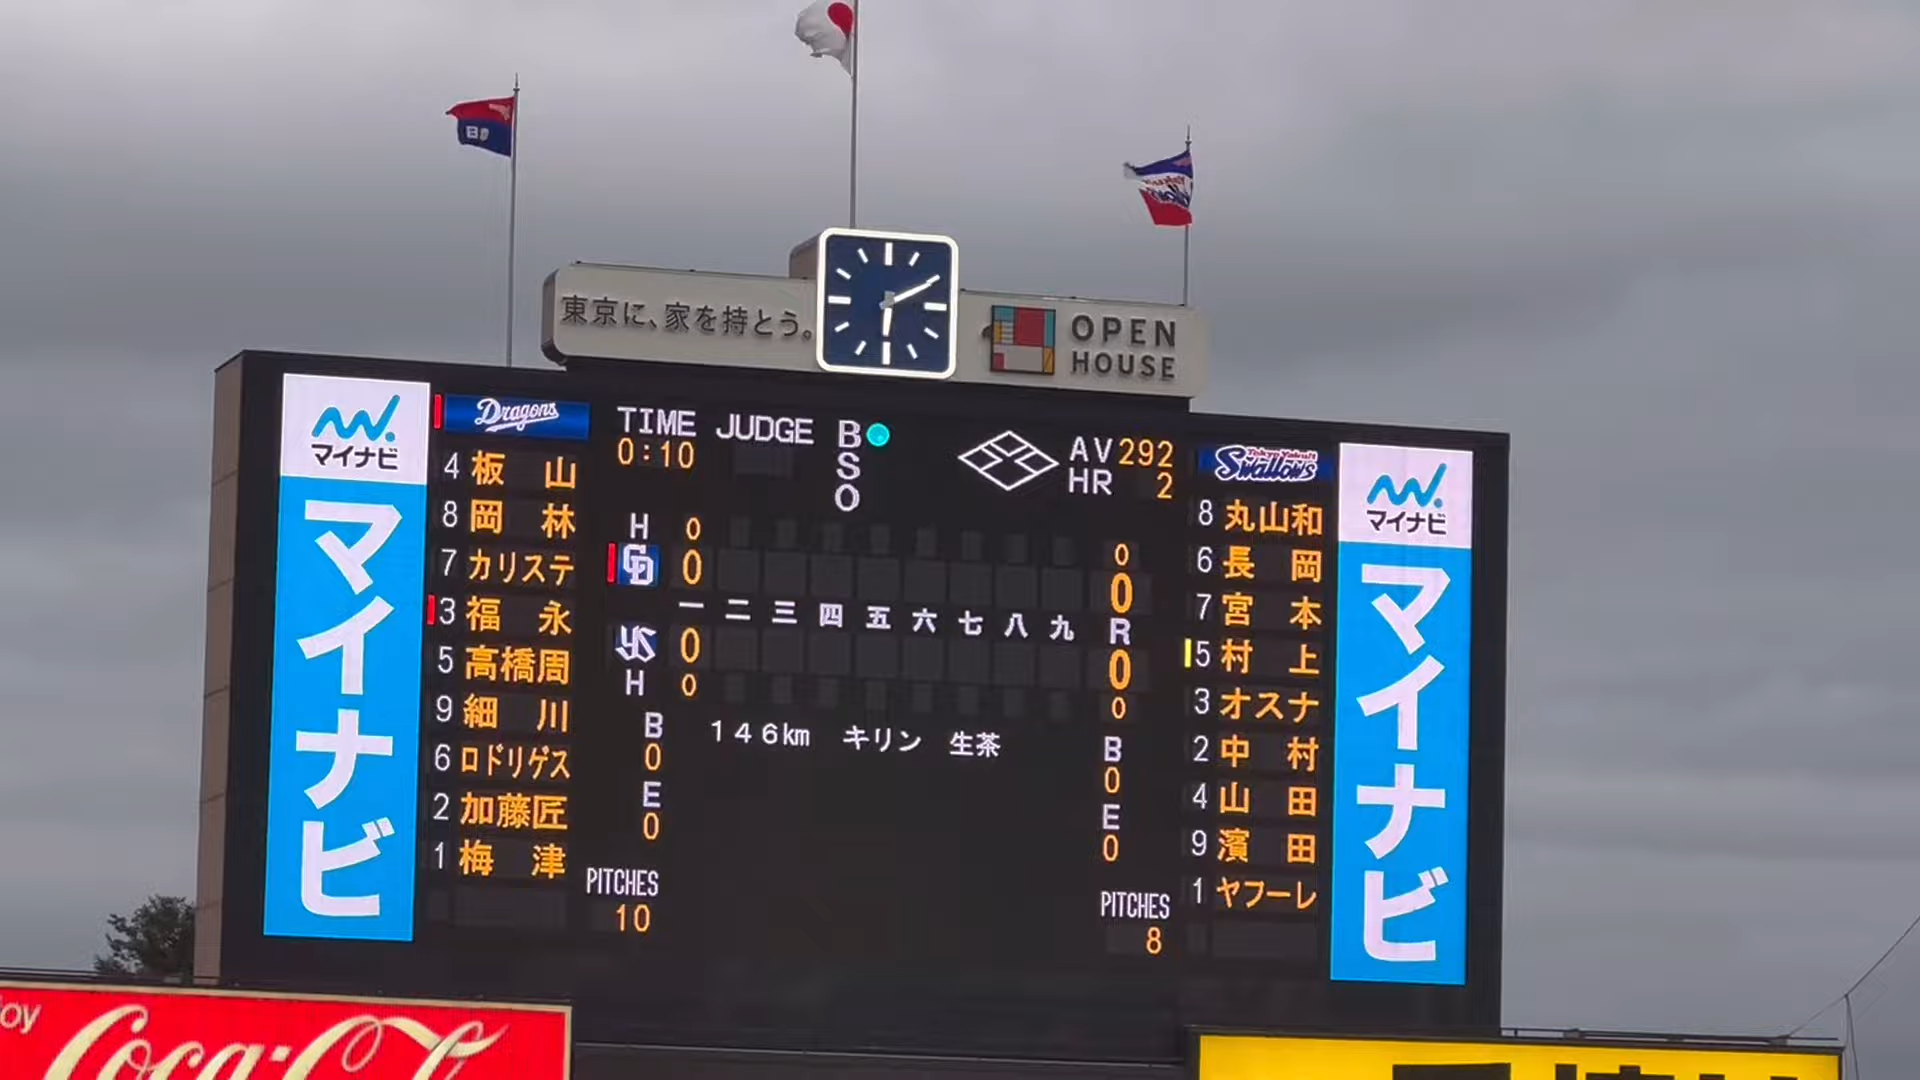 東京に、家を持とう。
OPEN
HOUSE
マイナビ
マイナビ
Dragons
4 板山
8 岡林
7 カリステ
3 福永
5 高橋周
9 細川
6 ロドリゲス
2 加藤匠
1 梅津
TIME
0:10
JUDGE
B
S
O
AV 292
HR 2
H 0 0
CD 0 0
一 二 三 四 五 六 七 八 九 R
YS 0 0
H 0 0
146km キリン 生茶
B
0
E
0
PITCHES
10
B
0
E
0
PITCHES
8
Tokyo Yakult
Swallows
8 丸山和
6 長岡
7 宮本
5 村上
3 オスナ
2 中村
4 山田
9 濱田
1 ヤフーレ
マイナビ
マイナビ
Coca-C